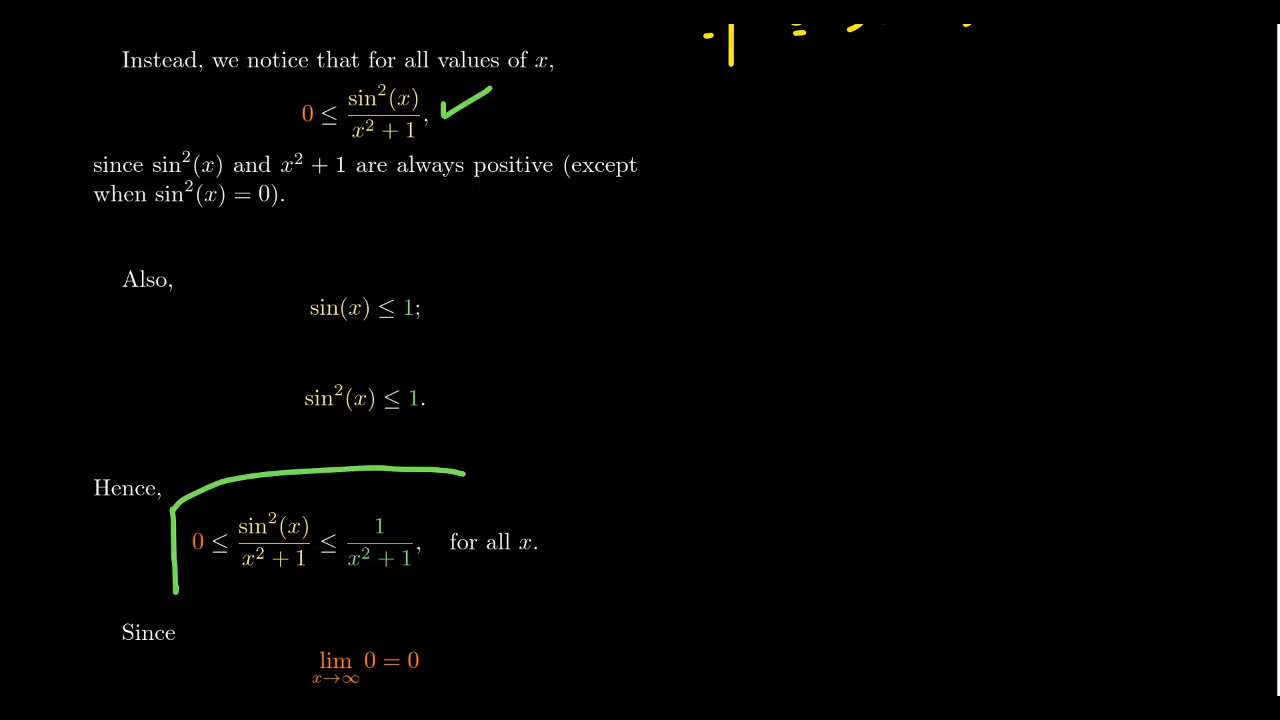 Instead, we notice that for all values of x,
0 ≤ sin²(x) / (x² + 1),
since sin²(x) and x² + 1 are always positive (except
when sin²(x) = 0).
Also,
sin(x) ≤ 1;
sin²(x) ≤ 1.
Hence,
0 ≤ sin²(x) / (x² + 1) ≤ 1 / (x² + 1), for all x.
Since
lim x→∞ 0 = 0